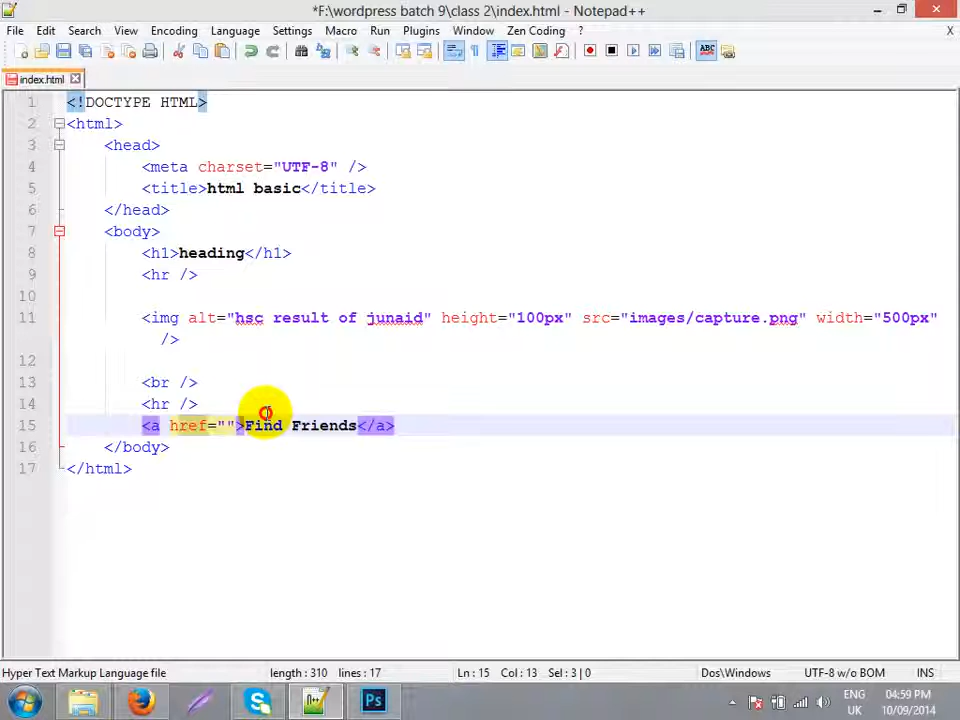 *F:\wordpress batch 9\class 2\index.html - Notepad++
File Edit Search View Encoding Language Settings Macro Run Plugins Window Zen Coding ? X
ABC
index.html
1 <!DOCTYPE HTML>
2 <html>
3 <head>
4 <meta charset="UTF-8" />
5 <title>html basic</title>
6 </head>
7 <body>
8 <h1>heading</h1>
9 <hr />
10
11 <img alt="hsc result of junaid" height="100px" src="images/capture.png" width="500px"
/>
12
13 <br />
14 <hr />
15 <a href="">Find Friends</a>
16 </body>
17 </html>
Hyper Text Markup Language file length : 310 lines : 17 Ln : 15 Col : 13 Sel : 3 | 0 Dos\Windows UTF-8 w/o BOM INS
ENG 04:59 PM
UK 10/09/2014